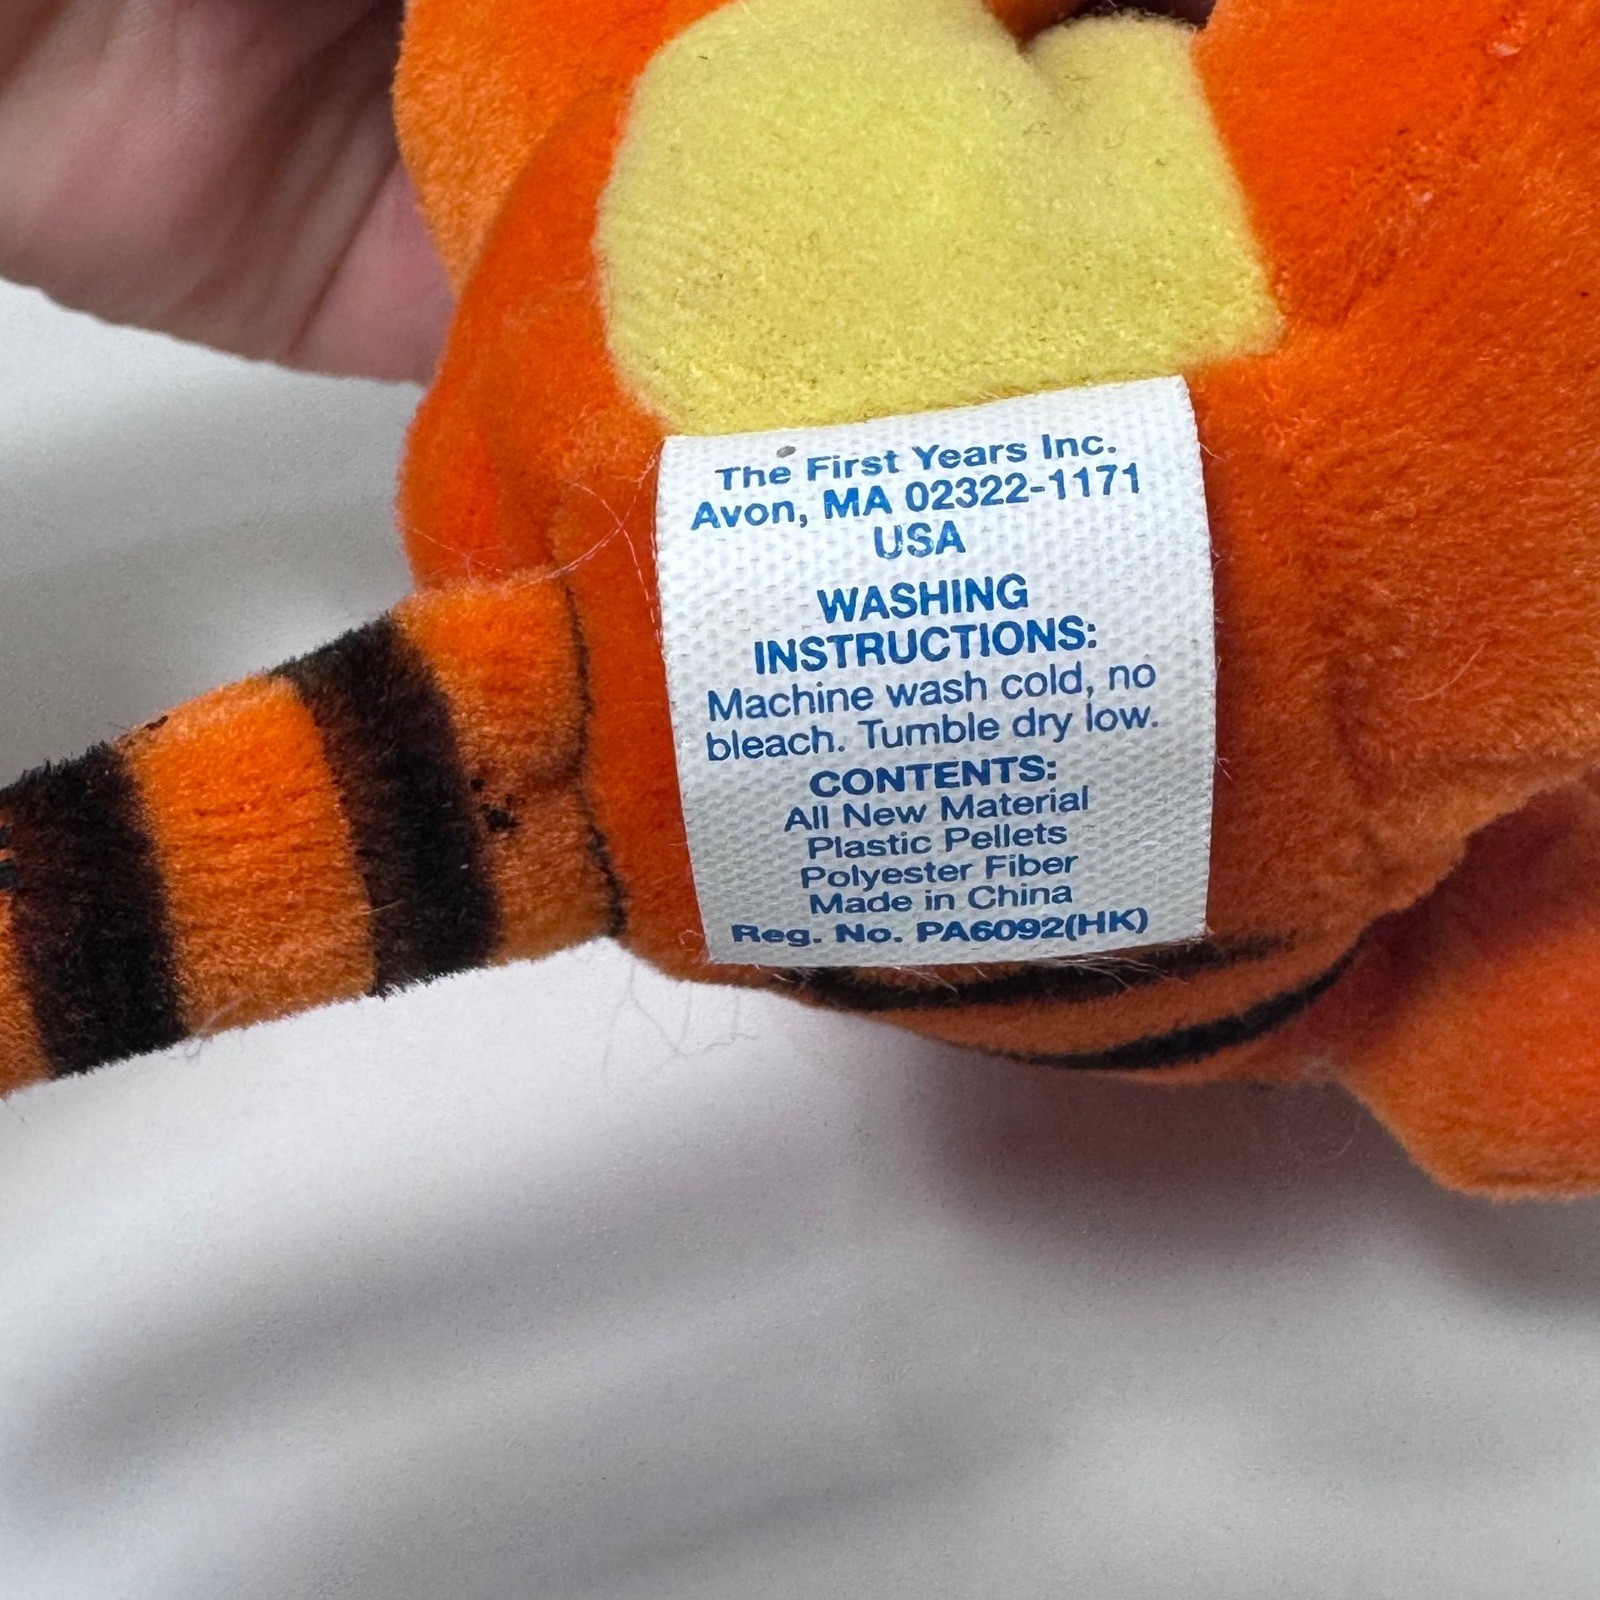 The First Years Inc.
Avon, MA 02322-1171
USA
WASHING
INSTRUCTIONS:
Machine wash cold, no
bleach. Tumble dry low.
CONTENTS:
All New Material
Plastic Pellets
Polyester Fiber
Made in China
Reg. No. PA6092(HK)